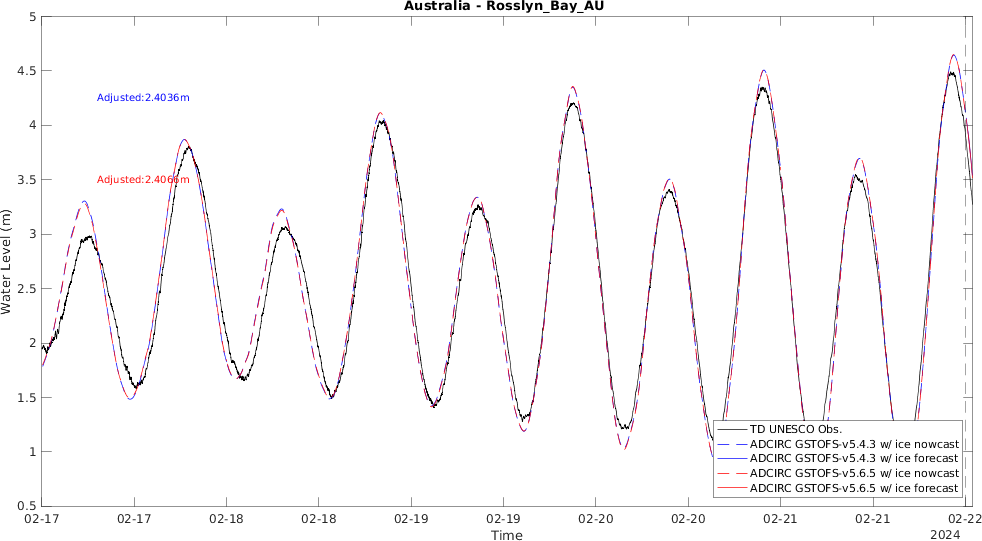 Australia - Rosslyn_Bay_AU
5
4.5
4
3.5
3
2.5
2
1.5
1
0.5
Water Level (m)
Adjusted:2.4036m
Adjusted:2.4066m
TD UNESCO Obs.
ADCIRC GSTOFS-v5.4.3 w/ ice nowcast
ADCIRC GSTOFS-v5.4.3 w/ ice forecast
ADCIRC GSTOFS-v5.6.5 w/ ice nowcast
ADCIRC GSTOFS-v5.6.5 w/ ice forecast
02-17 02-17 02-18 02-18 02-19 02-19 02-20 02-20 02-21 02-21 02-22
Time
2024